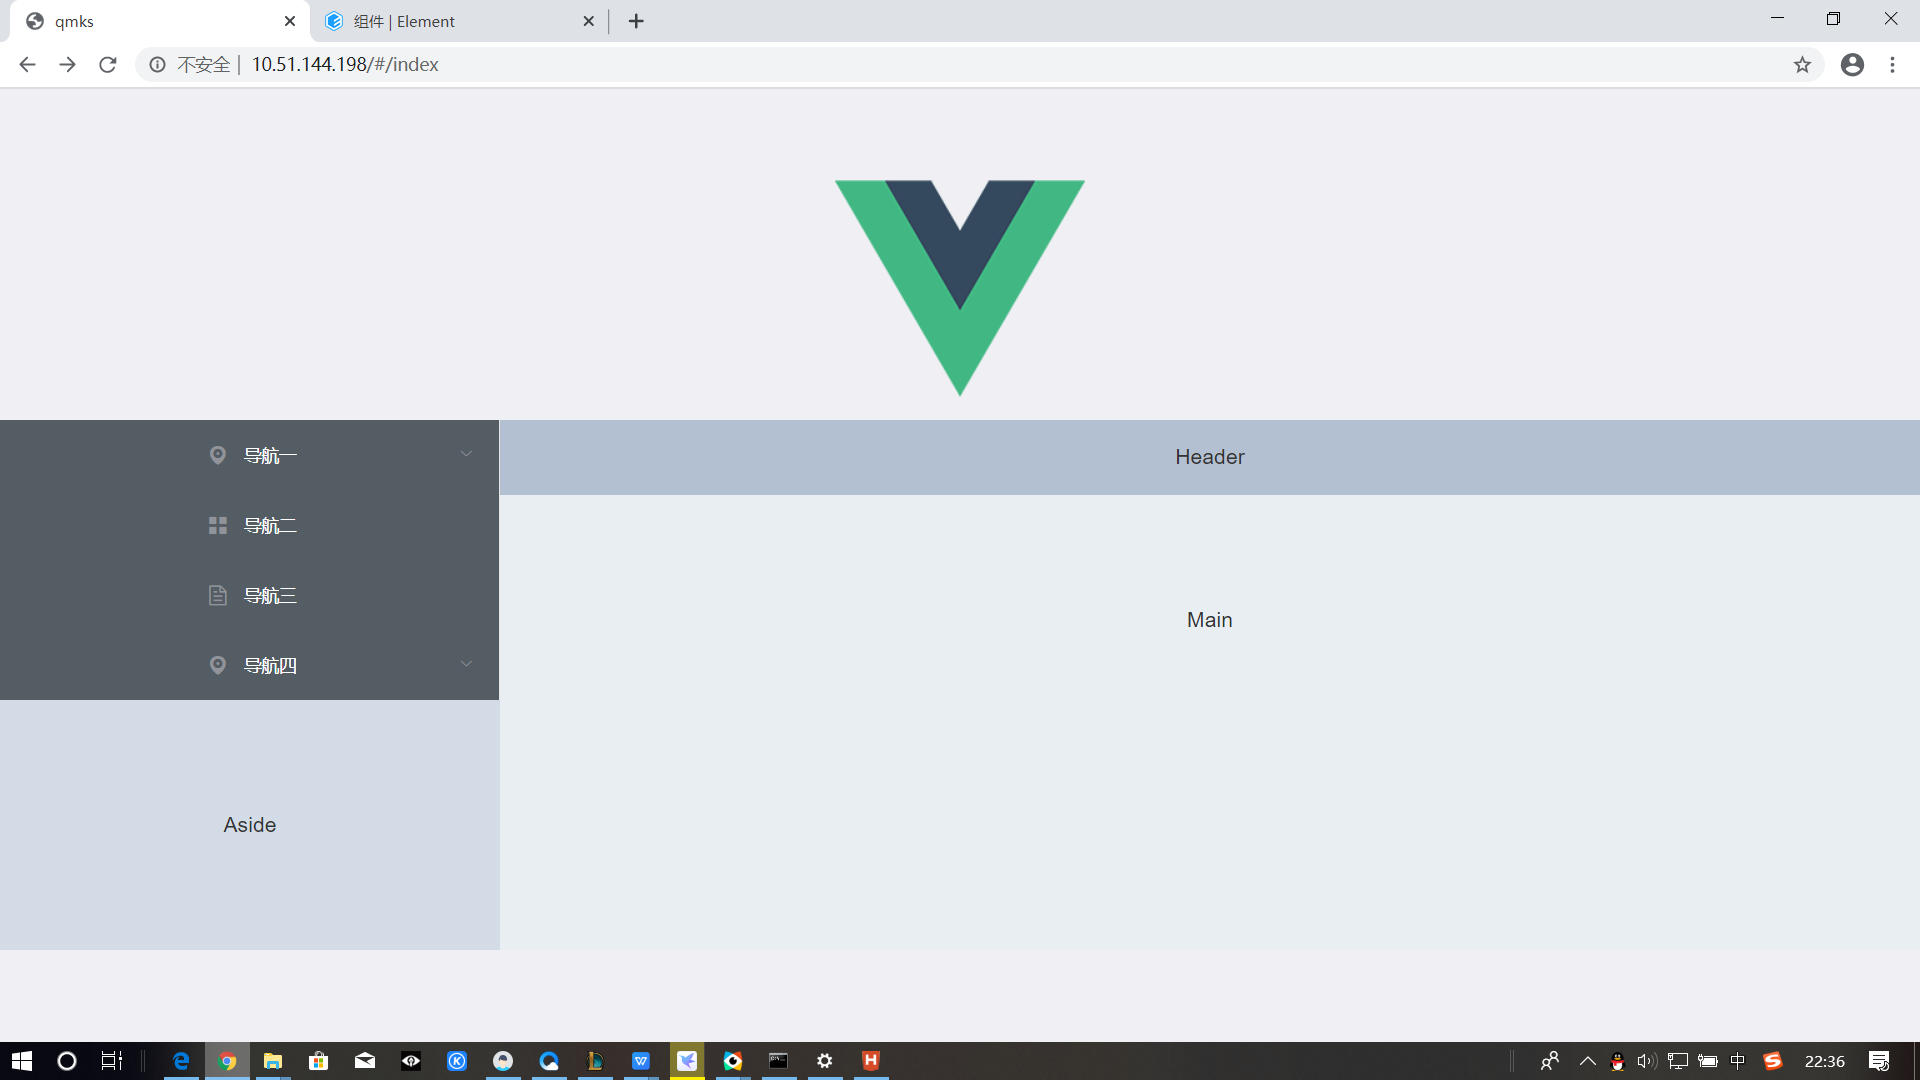 qmks
组件 | Element
不安全 | 10.51.144.198/#/index
导航一
Header
导航二
导航三
Main
导航四
Aside
中
22:36